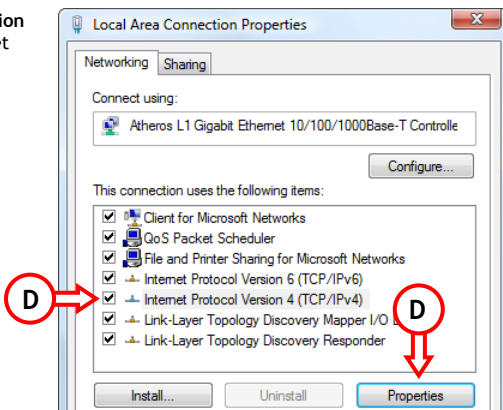 ion
et
Local Area Connection Properties
Networking Sharing
Connect using:
Atheros L1 Gigabit Ethernet 10/100/1000Base-T Controlle
Configure...
This connection uses the following items:
Client for Microsoft Networks
QoS Packet Scheduler
File and Printer Sharing for Microsoft Networks
Internet Protocol Version 6 (TCP/IPv6)
D Internet Protocol Version 4 (TCP/IPv4)
Link-Layer Topology Discovery Mapper I/O D
Link-Layer Topology Discovery Responder
Install... Uninstall Properties